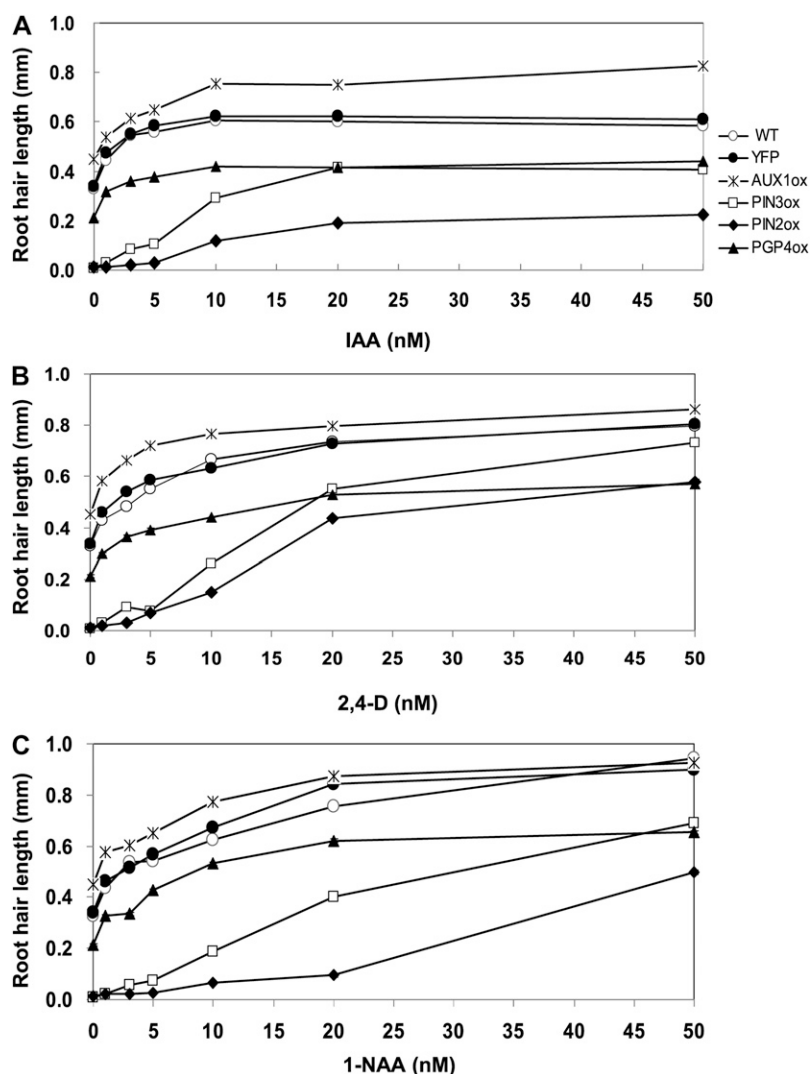 A
1.0
0.8
0.6
0.4
0.2
0.0
Root hair length (mm)
0 5 10 15 20 25 30 35 40 45 50
IAA (nM)
WT
YFP
AUX1ox
PIN3ox
PIN2ox
PGP4ox
B
1.0
0.8
0.6
0.4
0.2
0.0
Root hair length (mm)
0 5 10 15 20 25 30 35 40 45 50
2,4-D (nM)
C
1.0
0.8
0.6
0.4
0.2
0.0
Root hair length (mm)
0 5 10 15 20 25 30 35 40 45 50
1-NAA (nM)